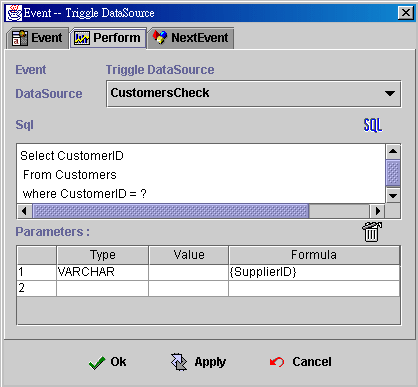 Event -- Triggle DataSource
Event Perform NextEvent
Event Triggle DataSource
DataSource CustomersCheck
Sql SQL
Select CustomerID
From Customers
where CustomerID = ?
Parameters :
Type Value Formula
1 VARCHAR {SupplierID}
2
Ok Apply Cancel